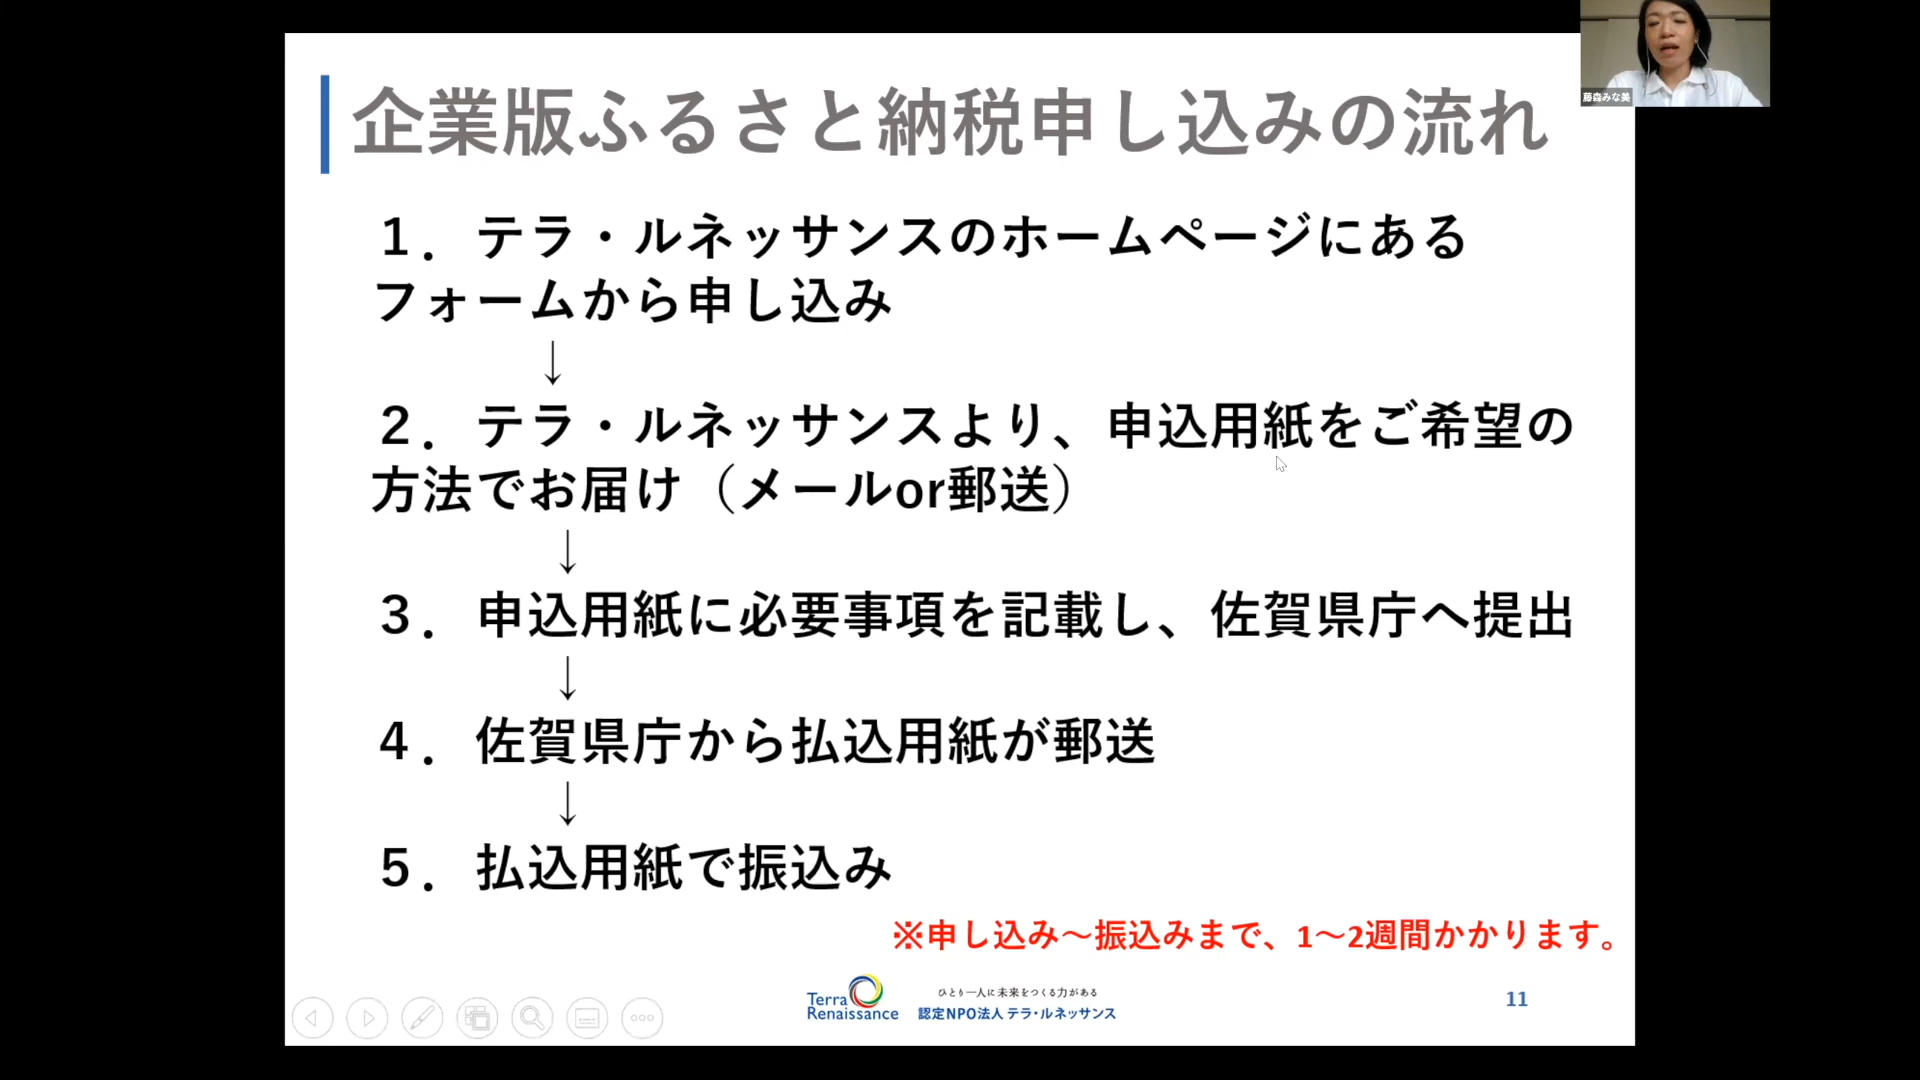 企業版ふるさと納税申し込みの流れ
藤森みな美
１．テラ・ルネッサンスのホームページにある
フォームから申し込み
↓
２．テラ・ルネッサンスより、申込用紙をご希望の
方法でお届け（メールor郵送）
↓
３．申込用紙に必要事項を記載し、佐賀県庁へ提出
↓
４．佐賀県庁から払込用紙が郵送
↓
５．払込用紙で振込み
※申し込み～振込みまで、1～2週間かかります。
Terra
Renaissance
ひとり一人に未来をつくる力がある
認定NPO法人 テラ・ルネッサンス
11